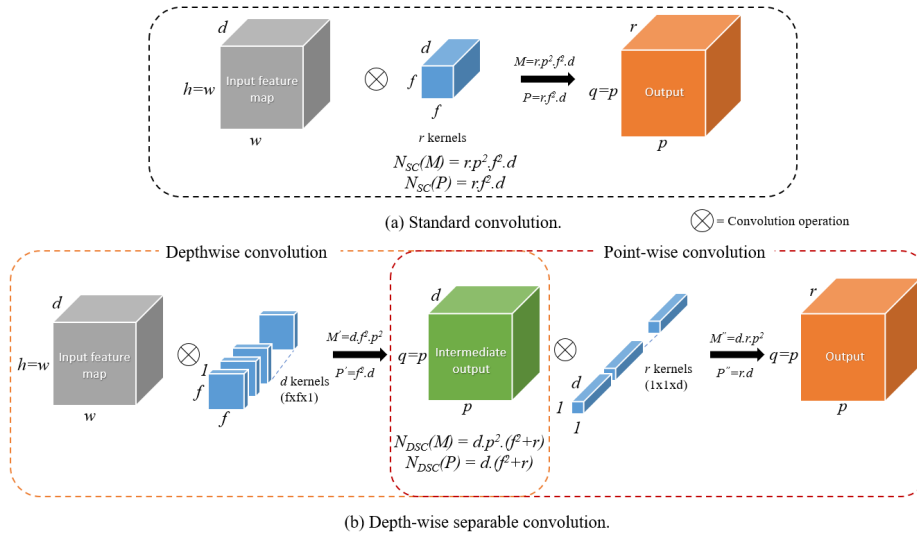 d
h=w
Input feature
map
w
d
f
f
r kernels
M=r.p².f².d
P=r.f².d
r
q=p
Output
p
N_SC(M) = r.p².f².d
N_SC(P) = r.f².d
(a) Standard convolution.
⊗ = Convolution operation
Depthwise convolution
Point-wise convolution
d
h=w
Input feature
map
w
1
f
f
d kernels
(fxfx1)
M'=d.f².p²
P'=f².d
d
q=p
Intermediate
output
p
N_DSC(M) = d.p².(f²+r)
N_DSC(P) = d.(f²+r)
d
1
1
r kernels
(1x1xd)
M''=d.r.p²
P''=r.d
r
q=p
Output
p
(b) Depth-wise separable convolution.